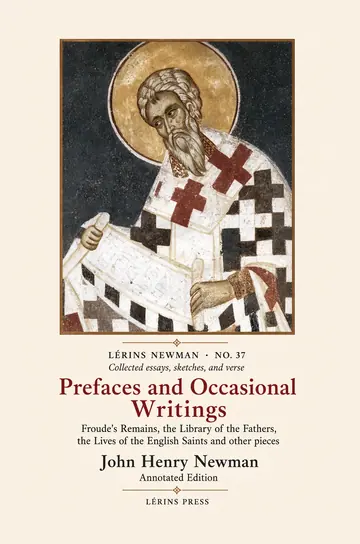 LÉRINS NEWMAN · NO. 37
Collected essays, sketches, and verse
Prefaces and Occasional
Writings
Froude's Remains, the Library of the Fathers,
the Lives of the English Saints and other pieces
John Henry Newman
Annotated Edition
LÉRINS PRESS